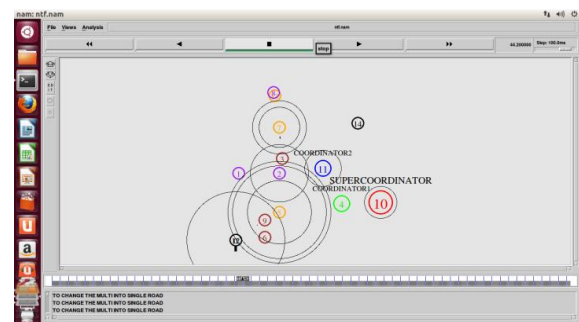 nam: ntf.nam
File Views Analysis
ntf.nam
stop
44.200000
Step: 100.0ms
14
7
COORDINATOR2
3
1
2
11
SUPERCOORDINATOR
COORDINATOR1
4
10
9
6
TO CHANGE THE MULTI INTO SINGLE ROAD
TO CHANGE THE MULTI INTO SINGLE ROAD
TO CHANGE THE MULTI INTO SINGLE ROAD